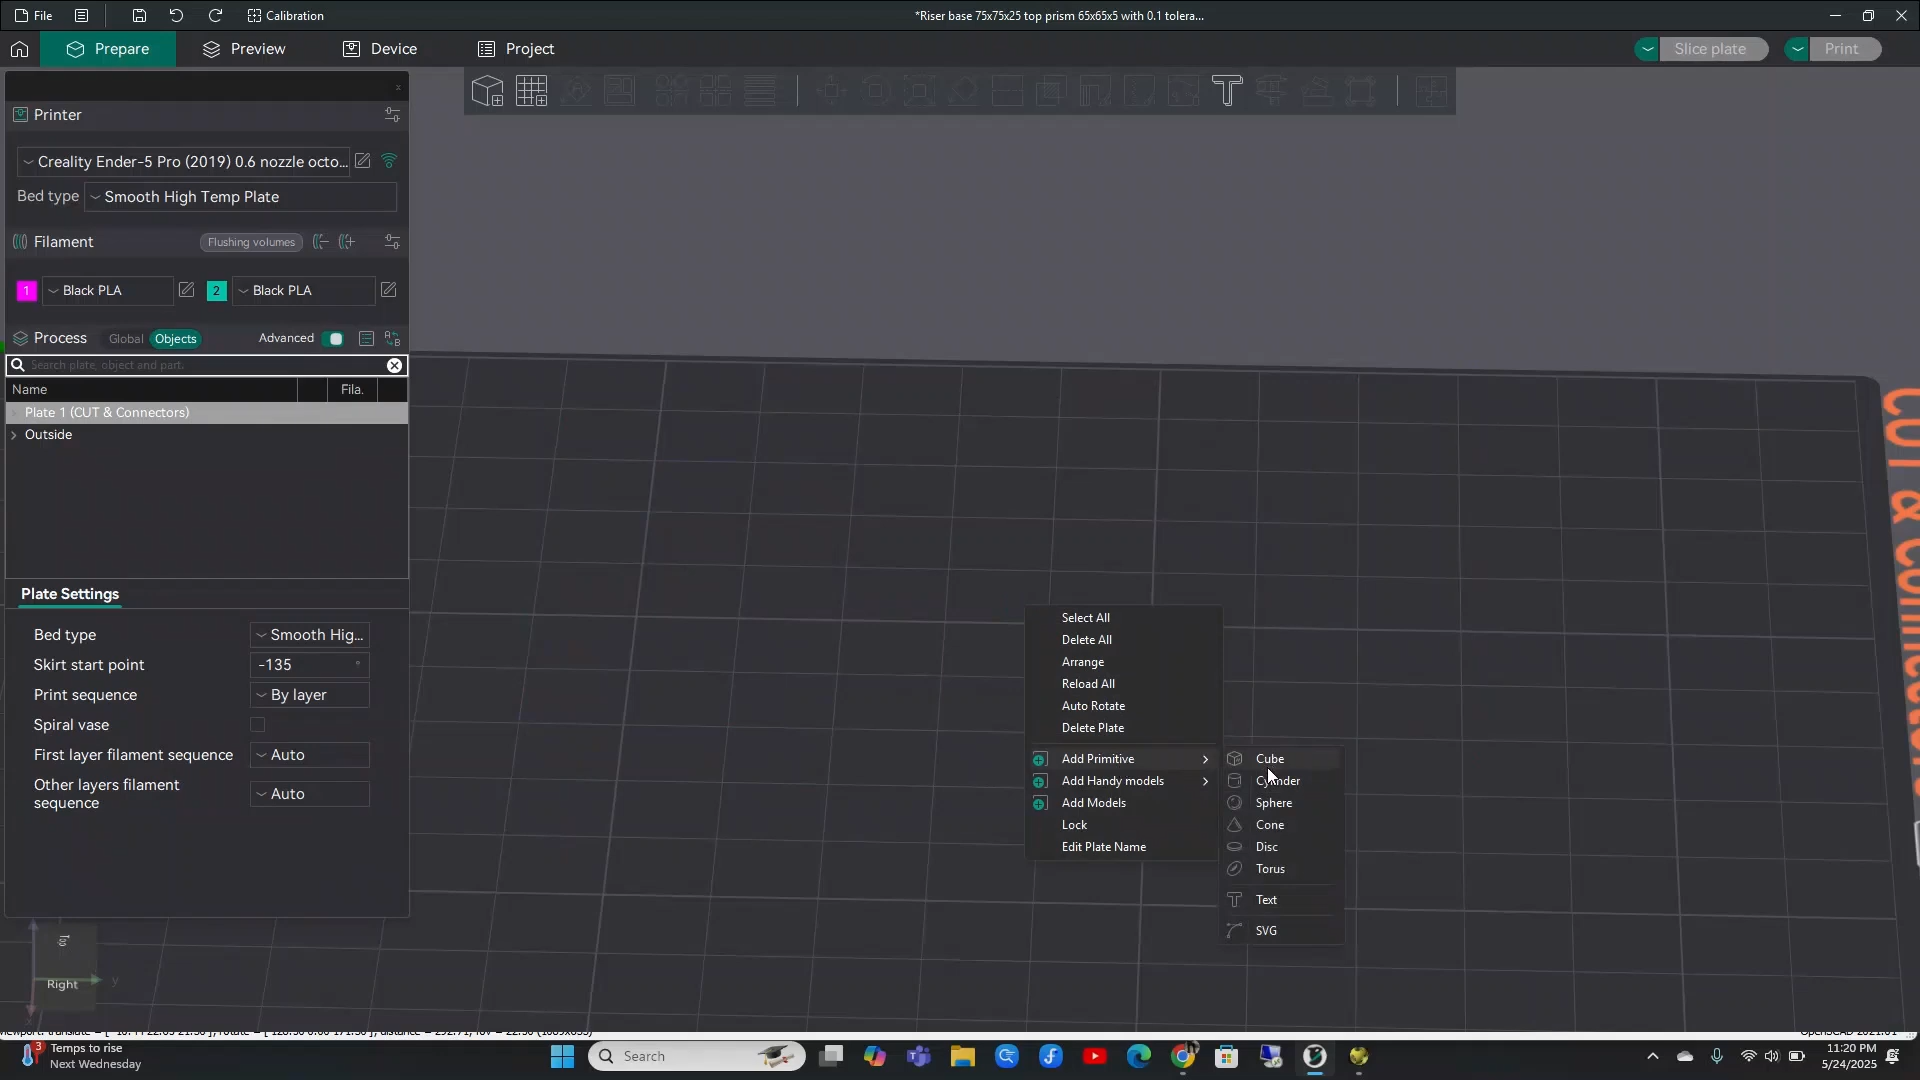 File
Calibration
*Riser base 75x75x25 top prism 65x65x5 with 0.1 tolera...
Prepare
Preview
Device
Project
Slice plate
Print
Printer
Creality Ender-5 Pro (2019) 0.6 nozzle octo...
Bed type
Smooth High Temp Plate
Filament
Flushing volumes
1
Black PLA
2
Black PLA
Process
Global
Objects
Advanced
Search plate, object and part.
Name
Fila.
Plate 1 (CUT & Connectors)
Outside
Plate Settings
Bed type
Smooth Hig...
Skirt start point
-135
°
Print sequence
By layer
Spiral vase
First layer filament sequence
Auto
Other layers filament
sequence
Auto
Select All
Delete All
Arrange
Reload All
Auto Rotate
Delete Plate
Add Primitive
Add Handy models
Add Models
Lock
Edit Plate Name
Cube
Cylinder
Sphere
Cone
Disc
Torus
Text
SVG
CUT & Connectors
Right
y
3
Temps to rise
Next Wednesday
Search
11:20 PM
5/24/2025